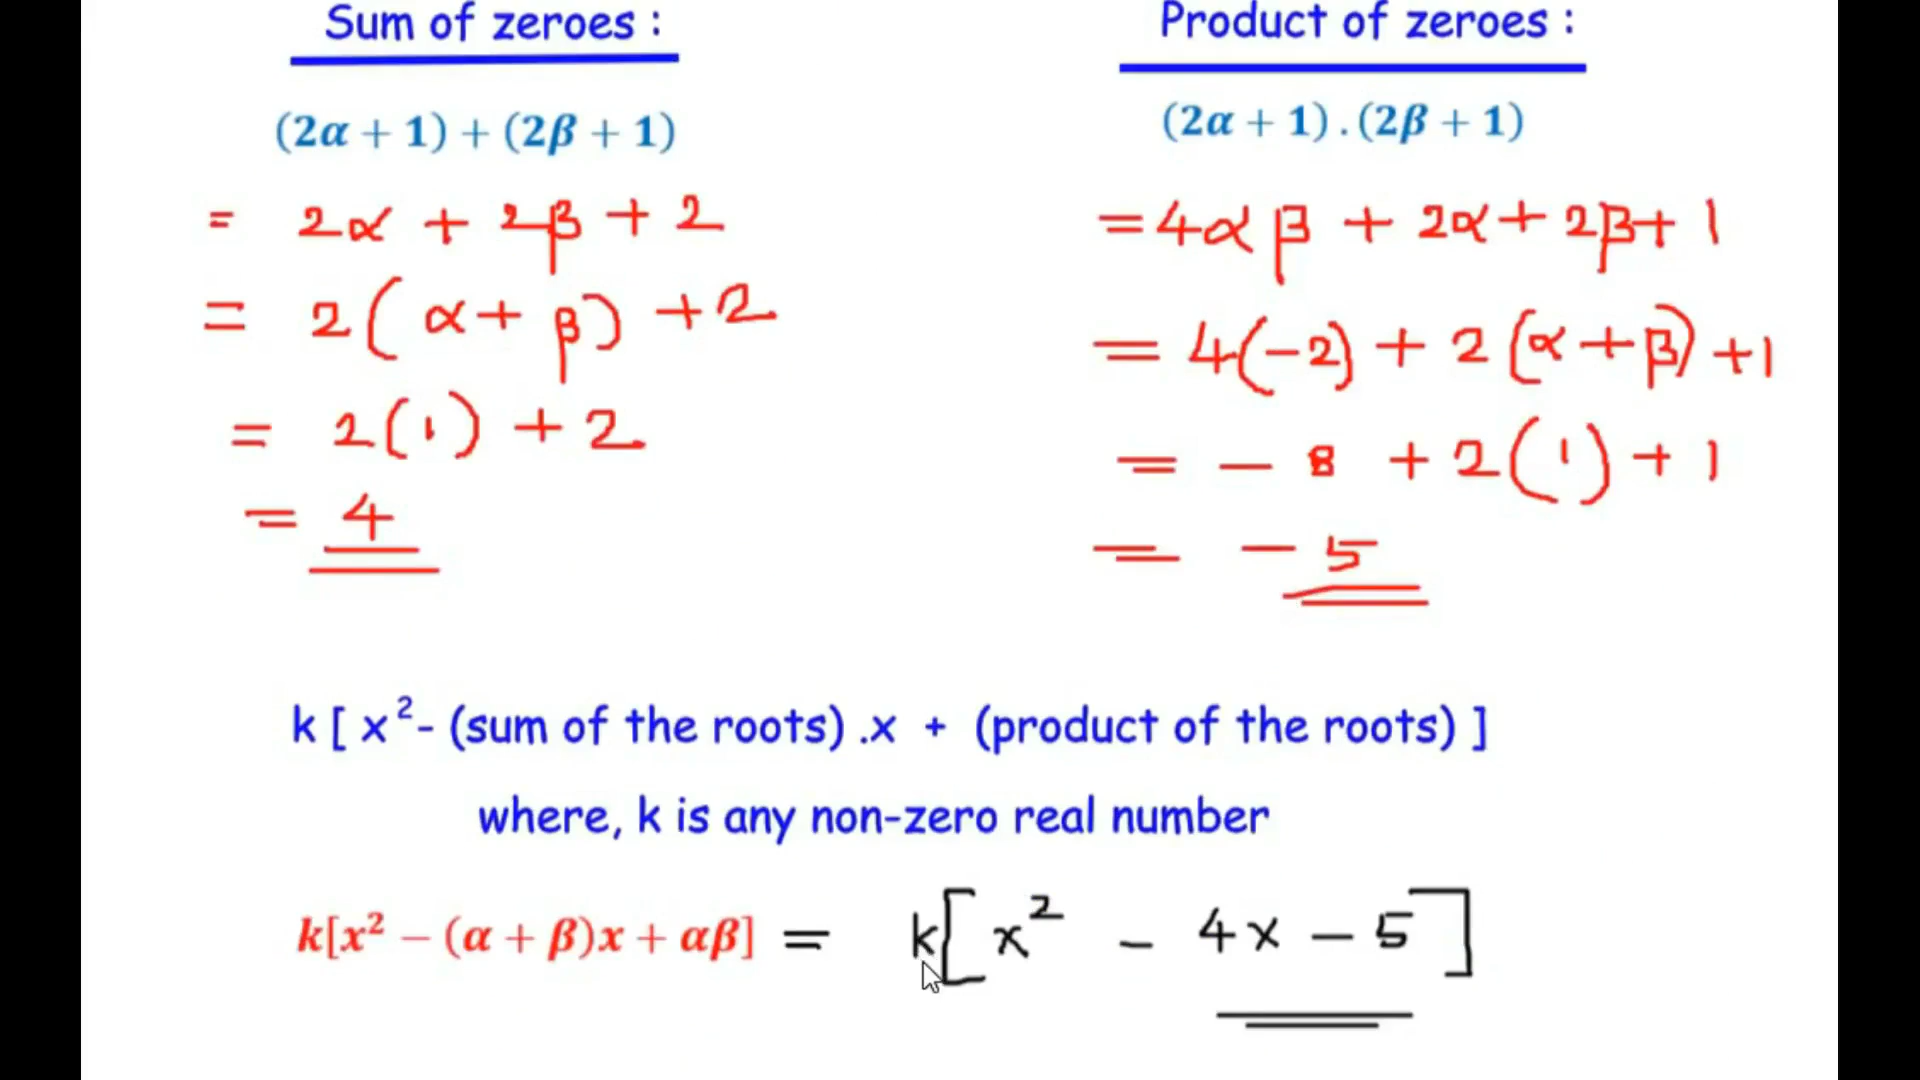 Sum of zeroes :
(2α + 1) + (2β + 1)
= 2α + 2β + 2
= 2(α + β) + 2
= 2(1) + 2
= 4
Product of zeroes :
(2α + 1) . (2β + 1)
= 4αβ + 2α + 2β + 1
= 4(-2) + 2(α + β) + 1
= - 8 + 2(1) + 1
= - 5
k [ x²- (sum of the roots) .x + (product of the roots) ]
where, k is any non-zero real number
k[x² − (α + β)x + αβ] = k[x² - 4x - 5]